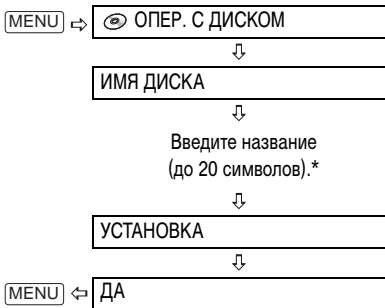 MENU ⇨ ОПЕР. С ДИСКОМ
ИМЯ ДИСКА
Введите название
(до 20 символов).*
УСТАНОВКА
MENU ⇦ ДА